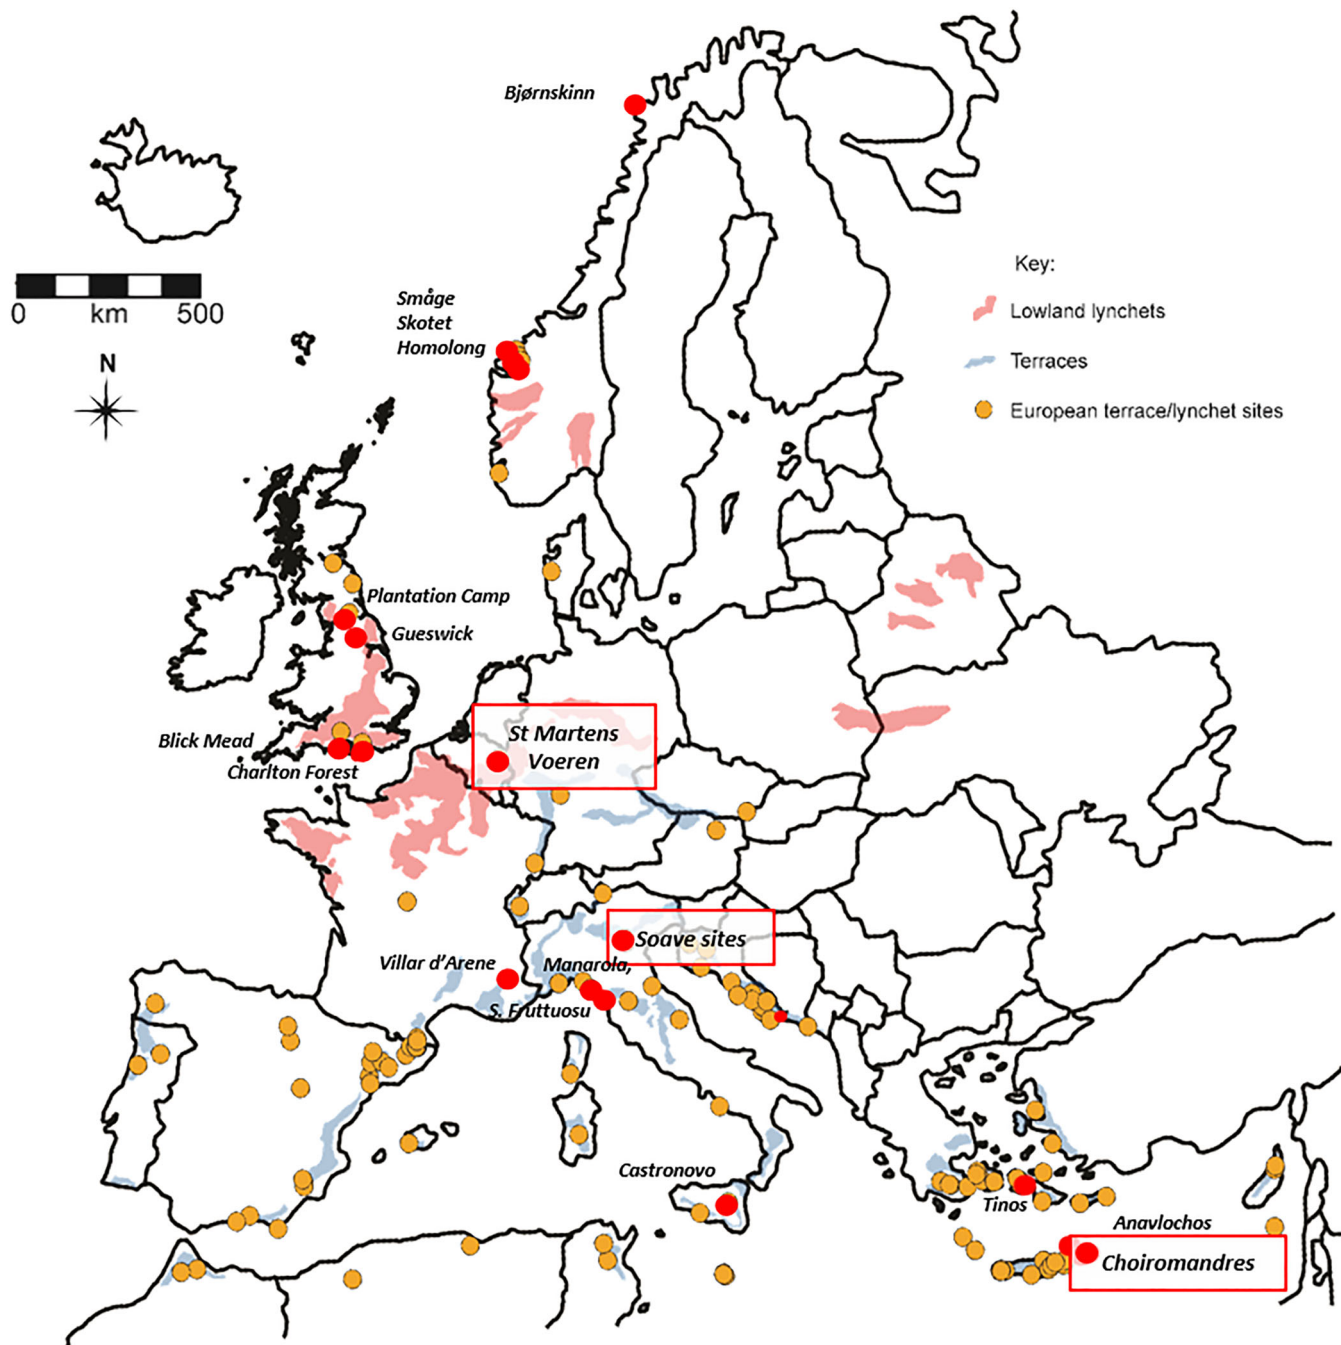 Bjørnskinn
Key:
Lowland lynchets
Terraces
European terrace/lynchet sites
0 km 500
N
Småge
Skotet
Homolong
Plantation Camp
Gueswick
Blick Mead
Charlton Forest
St Martens
Voeren
Soave sites
Villar d'Arene
Manarola,
S. Fruttuosu
Castronovo
Tinos
Anavlochos
Choiromandres